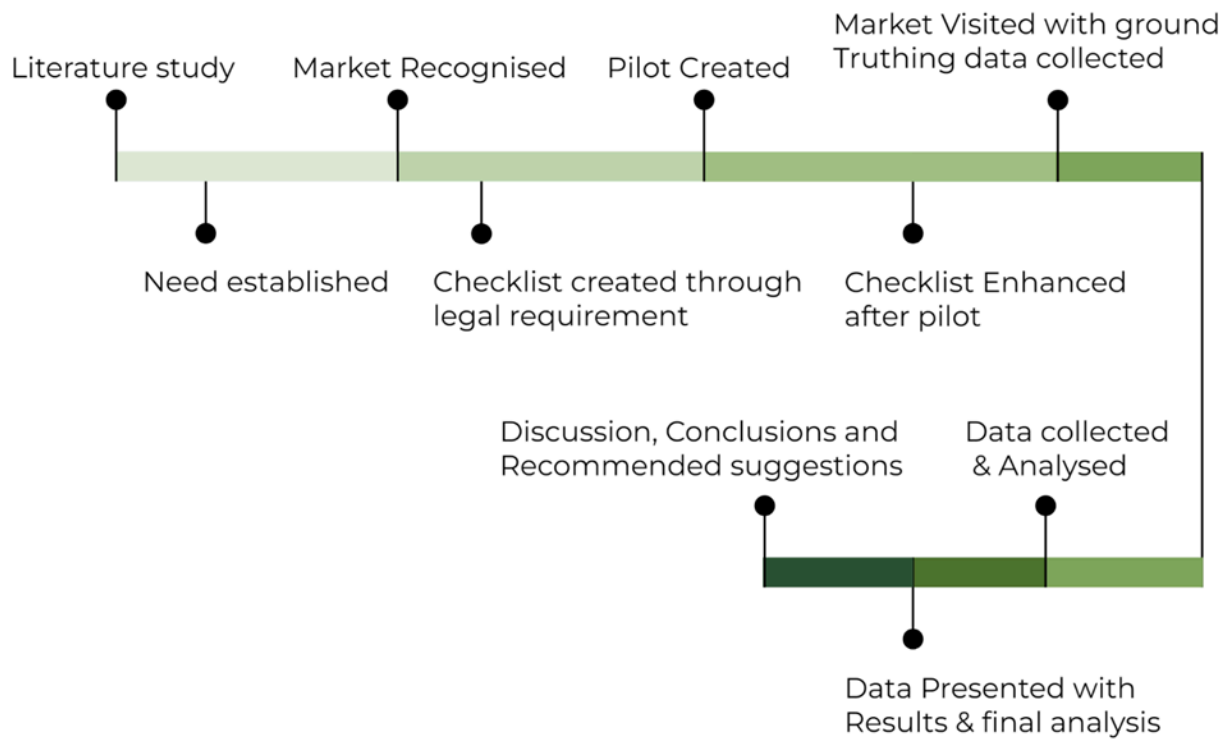 Market Visited with ground
Truthing data collected
Literature study
Market Recognised
Pilot Created
Need established
Checklist created through
legal requirement
Checklist Enhanced
after pilot
Discussion, Conclusions and
Recommended suggestions
Data collected
& Analysed
Data Presented with
Results & final analysis